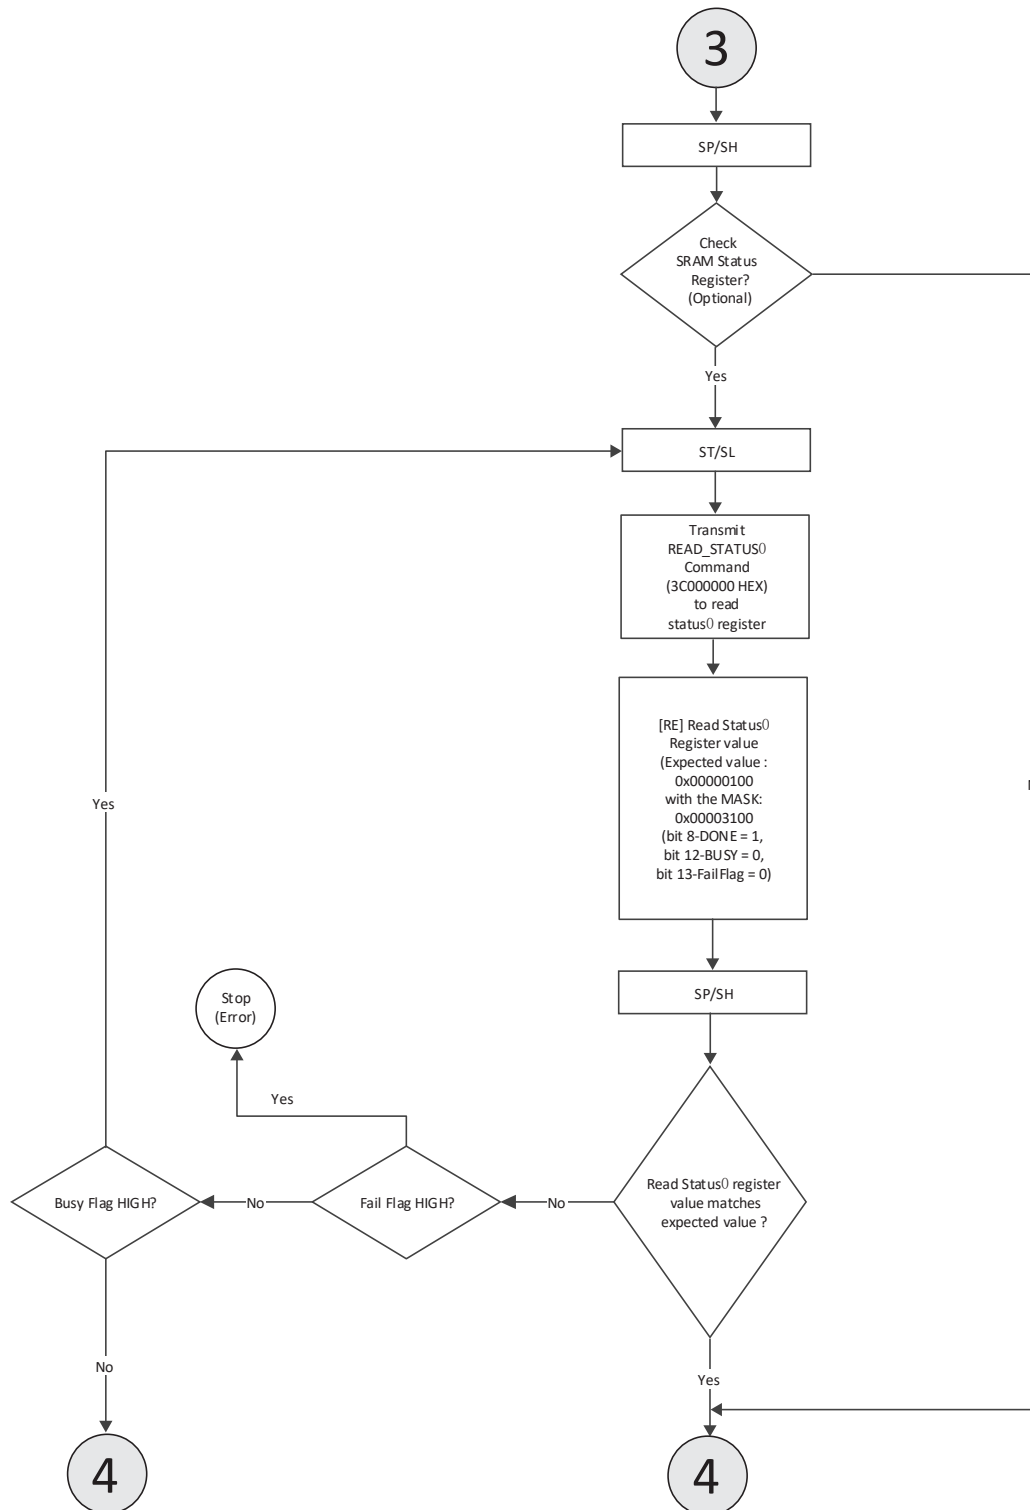 3
SP/SH
Check
SRAM Status
Register?
(Optional)
Yes
ST/SL
Transmit
READ_STATUS0
Command
(3C000000 HEX)
to read
status0 register
[RE] Read Status0
Register value
(Expected value :
0x00000100
with the MASK:
0x00003100
(bit 8-DONE = 1,
bit 12-BUSY = 0,
bit 13-Fail Flag = 0)
Yes
SP/SH
Stop
(Error)
Yes
Busy Flag HIGH?
No
Fail Flag HIGH?
No
Read Status0 register
value matches
expected value ?
No
Yes
4
4